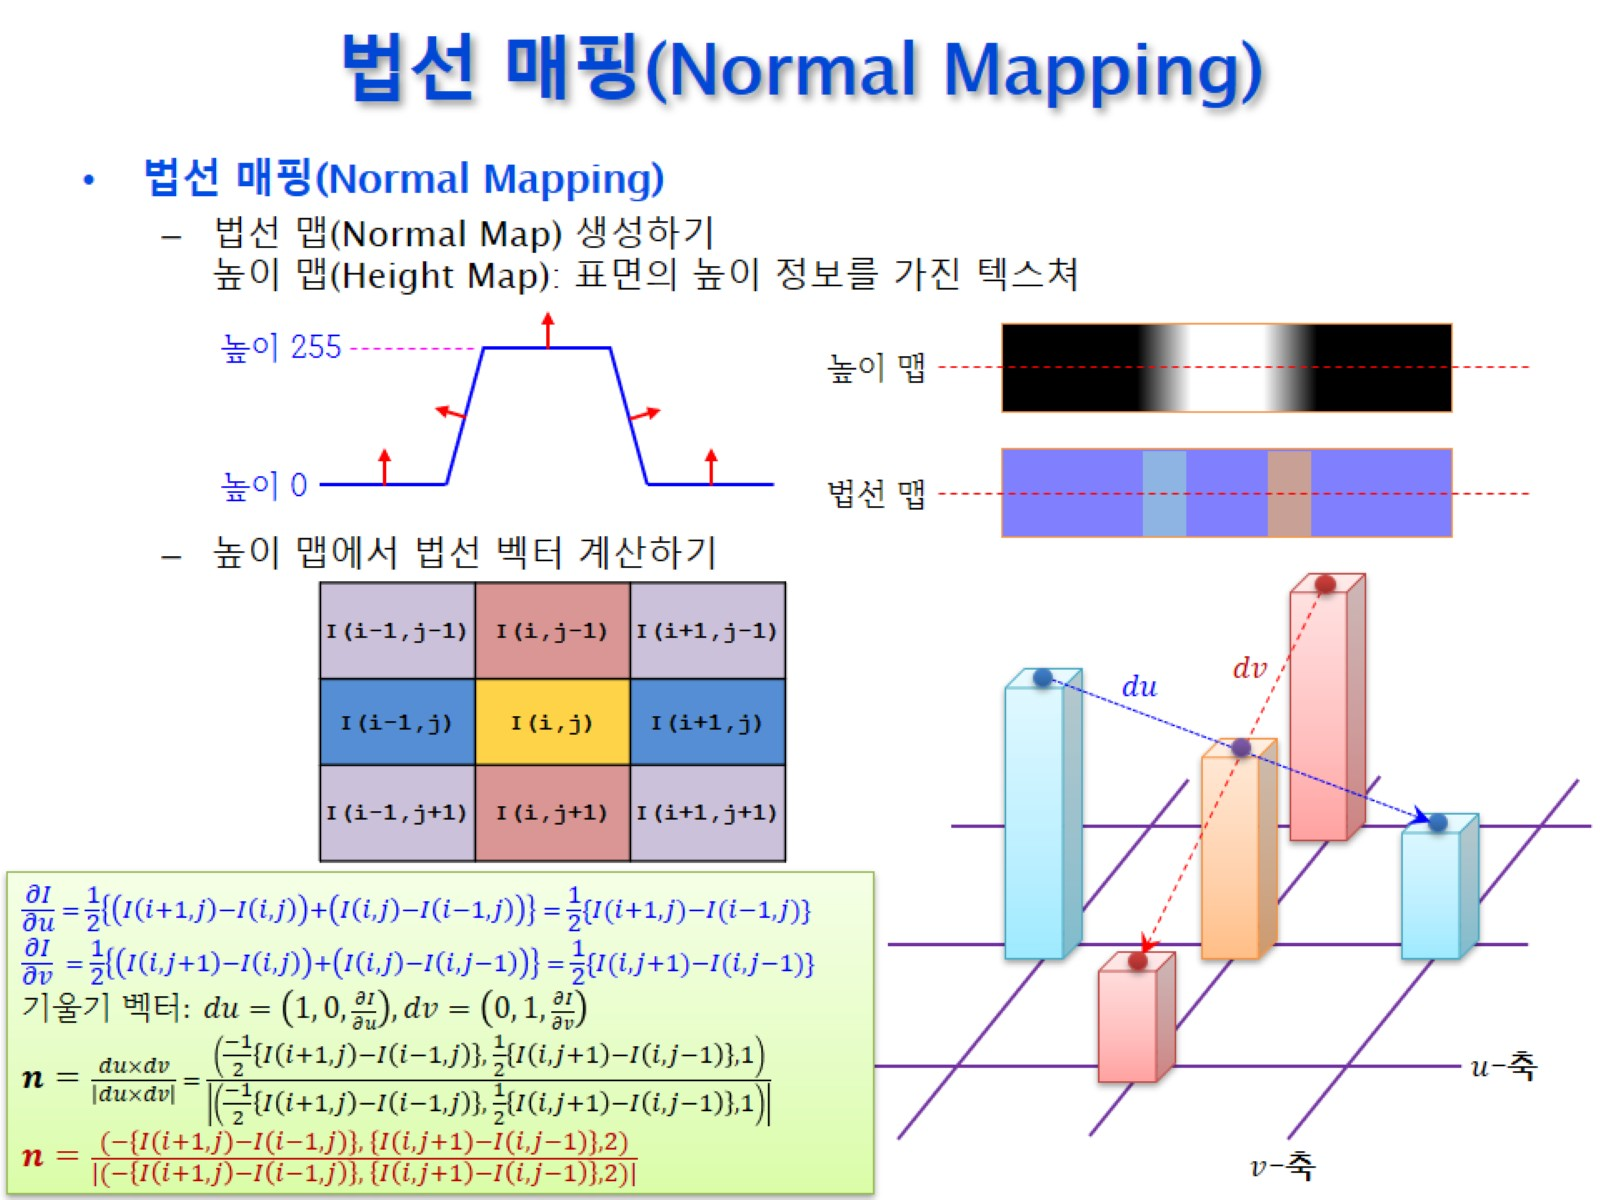 법선 매핑(Normal Mapping)
• 법선 매핑(Normal Mapping)
– 법선 맵(Normal Map) 생성하기
높이 맵(Height Map): 표면의 높이 정보를 가진 텍스쳐
높이 255
높이 0
높이 맵
법선 맵
– 높이 맵에서 법선 벡터 계산하기
I(i-1,j-1) I(i,j-1) I(i+1,j-1)
I(i-1,j) I(i,j) I(i+1,j)
I(i-1,j+1) I(i,j+1) I(i+1,j+1)
du
dv
u-축
v-축
∂I/∂u = 1/2{(I(i+1,j)−I(i,j))+(I(i,j)−I(i−1,j))} = 1/2{I(i+1,j)−I(i−1,j)}
∂I/∂v = 1/2{(I(i,j+1)−I(i,j))+(I(i,j)−I(i,j−1))} = 1/2{I(i,j+1)−I(i,j−1)}
기울기 벡터: du = (1, 0, ∂I/∂u), dv = (0, 1, ∂I/∂v)
n = du×dv/|du×dv| = (−1/2{I(i+1,j)−I(i−1,j)}, 1/2{I(i,j+1)−I(i,j−1)},1)/|(−1/2{I(i+1,j)−I(i−1,j)}, 1/2{I(i,j+1)−I(i,j−1)},1)|
n = (−{I(i+1,j)−I(i−1,j)}, {I(i,j+1)−I(i,j−1)},2)/|(−{I(i+1,j)−I(i−1,j)}, {I(i,j+1)−I(i,j−1)},2)|